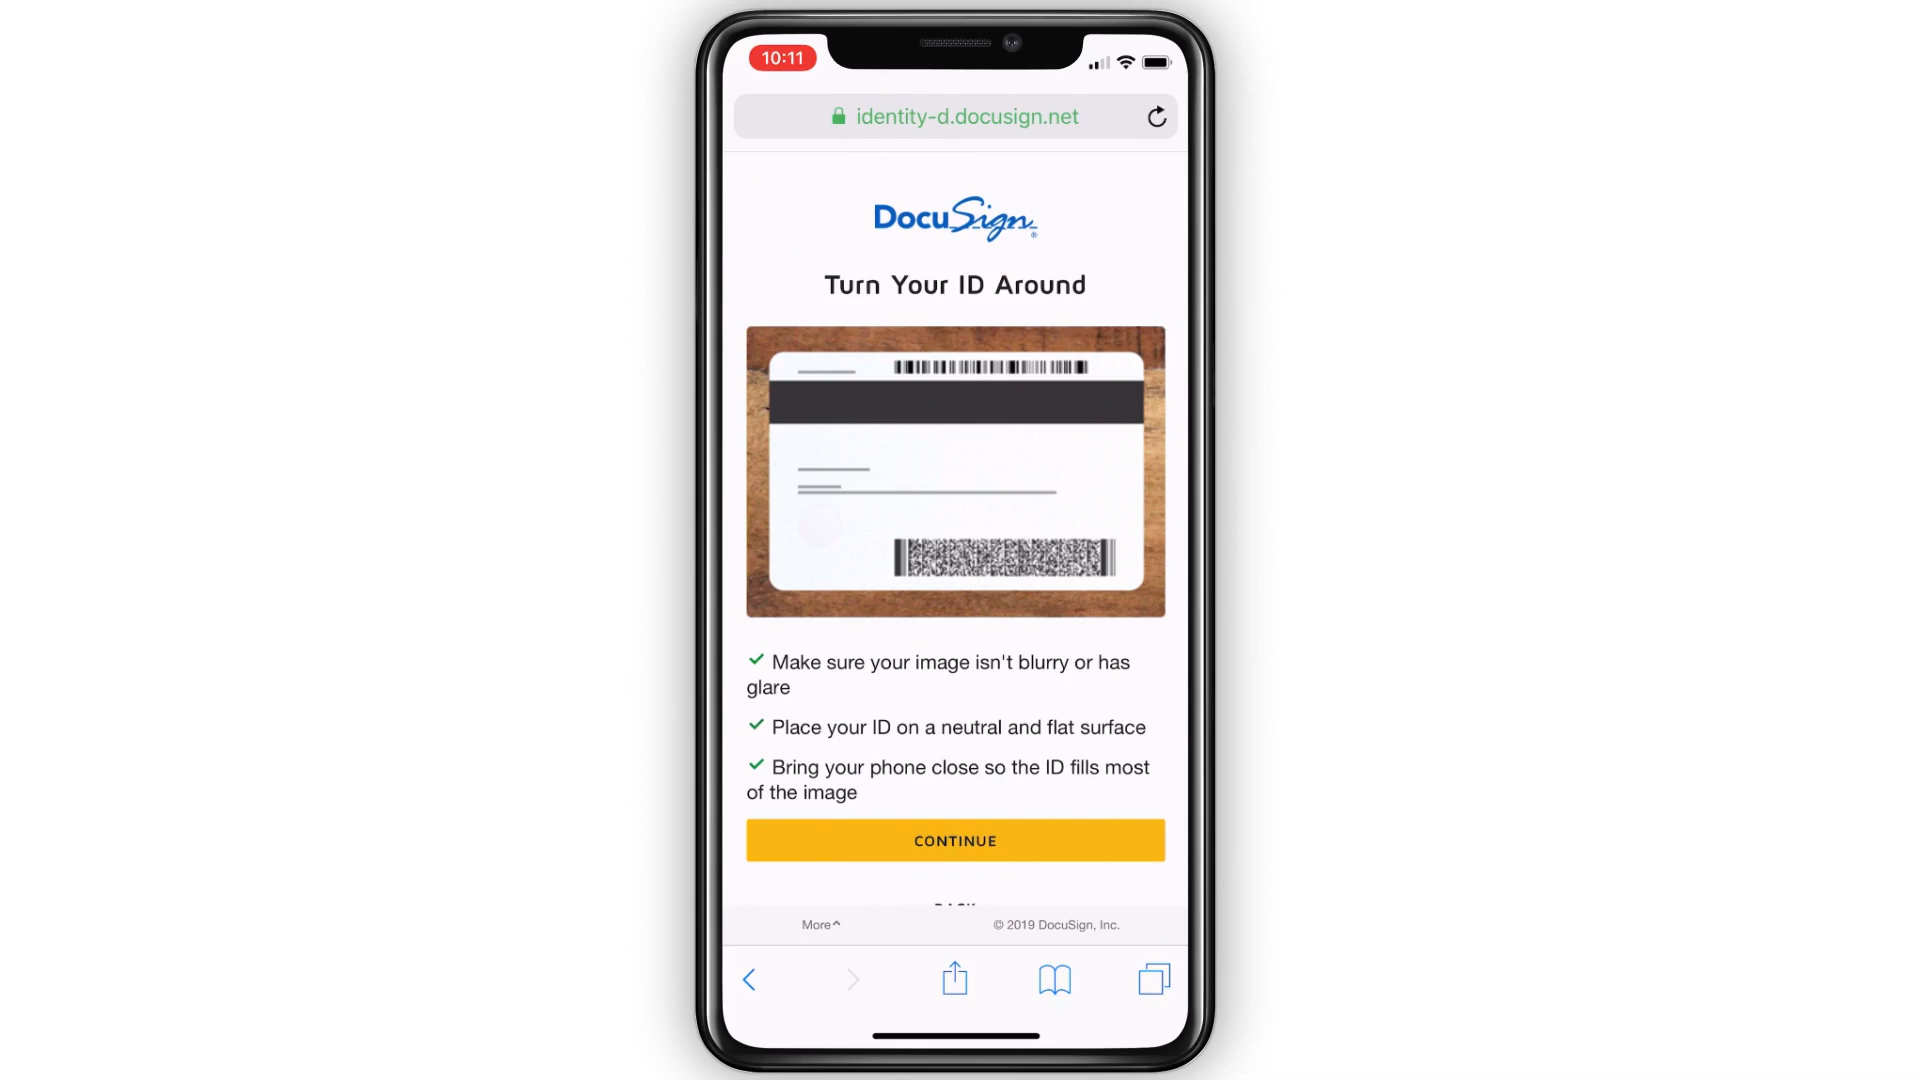 10:11
identity-d.docusign.net
DocuSign®
Turn Your ID Around
Make sure your image isn't blurry or has
glare
Place your ID on a neutral and flat surface
Bring your phone close so the ID fills most
of the image
CONTINUE
More
© 2019 DocuSign, Inc.